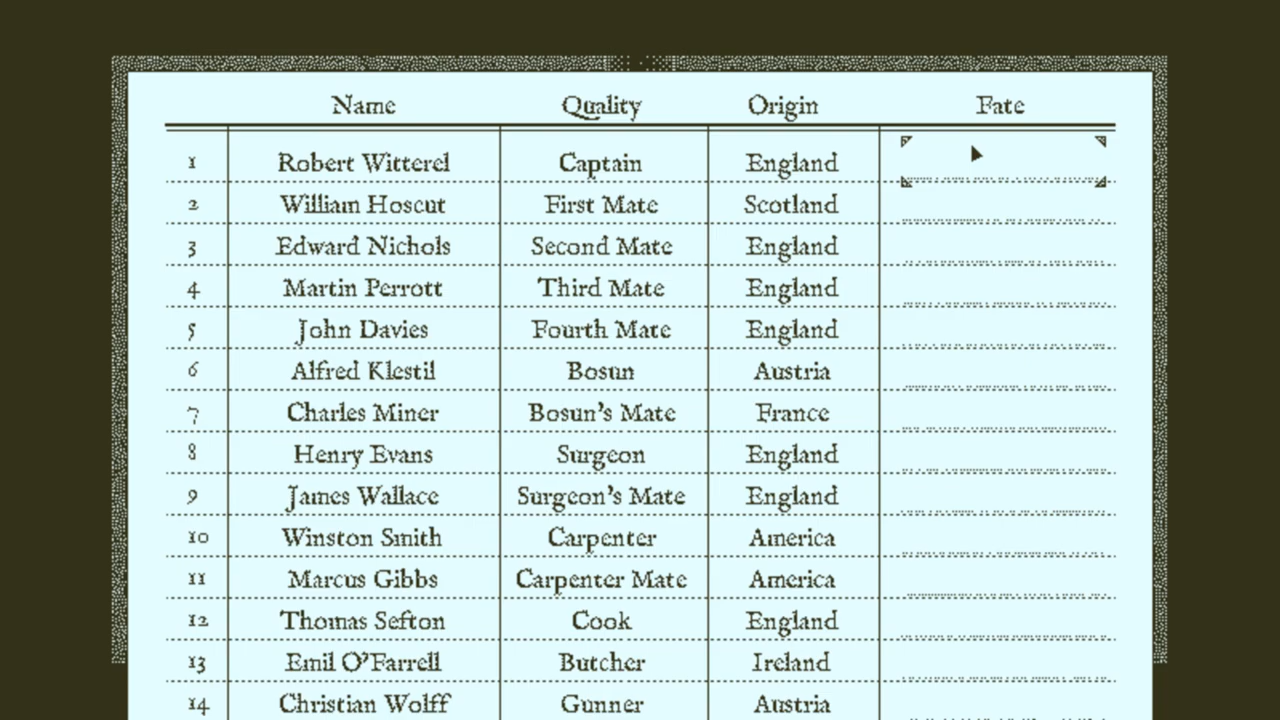 Name Quality Origin Fate
1 Robert Witterel Captain England
2 William Hoscut First Mate Scotland
3 Edward Nichols Second Mate England
4 Martin Perrott Third Mate England
5 John Davies Fourth Mate England
6 Alfred Klestil Bosun Austria
7 Charles Miner Bosun's Mate France
8 Henry Evans Surgeon England
9 James Wallace Surgeon's Mate England
10 Winston Smith Carpenter America
11 Marcus Gibbs Carpenter Mate America
12 Thomas Sefton Cook England
13 Emil O'Farrell Butcher Ireland
14 Christian Wolff Gunner Austria